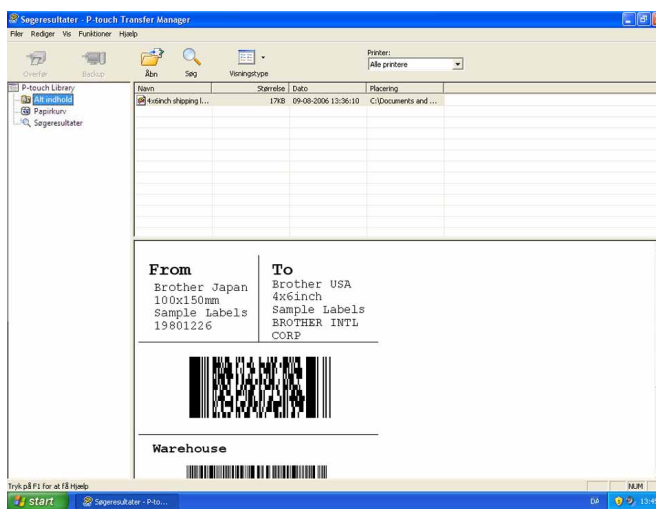 Søgeresultater - P-touch Transfer Manager
Filer Rediger Vis Funktioner Hjælp
Overfør Backup Åbn Søg Visningstype
Printer:
Alle printere
P-touch Library
Alt indhold
Papirkurv
Søgeresultater
Navn Størrelse Dato Placering
4x6inch shipping l... 17KB 09-08-2006 13:36:10 C:\Documents and ...
From
Brother Japan
100x150mm
Sample Labels
19801226
To
Brother USA
4x6inch
Sample Labels
BROTHER INTL
CORP
Warehouse
Tryk på F1 for at få Hjælp
NUM
start
Søgeresultater - P-to...
DA